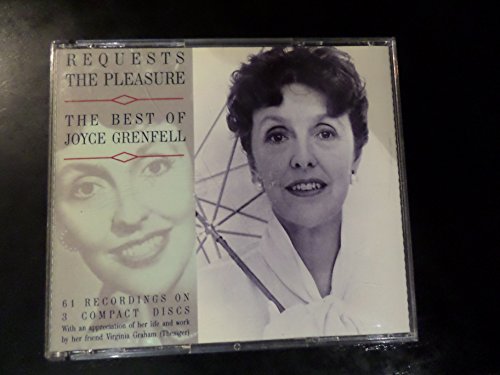 REQUESTS
THE PLEASURE
THE BEST OF
JOYCE GRENFELL
61 RECORDINGS ON
3 COMPACT DISCS
With an appreciation of her life and work
by her friend Virginia Graham (Thesiger)